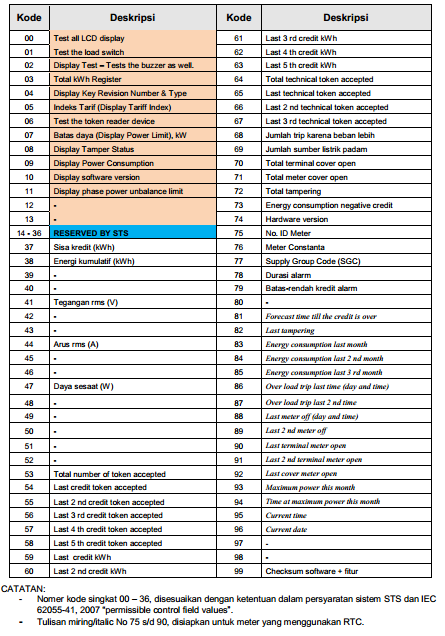 Kode Deskripsi Kode Deskripsi
00 Test all LCD display 61 Last 3 rd credit kWh
01 Test the load switch 62 Last 4 th credit kWh
02 Display Test – Tests the buzzer as well. 63 Last 5 th credit kWh
03 Total kWh Register 64 Total technical token accepted
04 Display Key Revision Number & Type 65 Last technical token accepted
05 Indeks Tarif (Display Tariff Index) 66 Last 2 nd technical token accepted
06 Test the token reader device 67 Last 3 rd technical token accepted
07 Batas daya (Display Power Limit), kW 68 Jumlah trip karena beban lebih
08 Display Tamper Status 69 Jumlah sumber listrik padam
09 Display Power Consumption 70 Total terminal cover open
10 Display software version 71 Total meter cover open
11 Display phase power unbalance limit 72 Total tampering
12 - 73 Energy consumption negative credit
13 - 74 Hardware version
14 - 36 RESERVED BY STS 75 No. ID Meter
37 Sisa kredit (kWh) 76 Meter Constanta
38 Energi kumulatif (kWh) 77 Supply Group Code (SGC)
39 - 78 Durasi alarm
40 - 79 Batas-rendah kredit alarm
41 Tegangan rms (V) 80 -
42 - 81 Forecast time till the credit is over
43 - 82 Last tampering
44 Arus rms (A) 83 Energy consumption last month
45 - 84 Energy consumption last 2 nd month
46 - 85 Energy consumption last 3 rd month
47 Daya sesaat (W) 86 Over load trip last time (day and time)
48 - 87 Over load trip last 2 nd time
49 - 88 Last meter off (day and time)
50 - 89 Last 2 nd meter off
51 - 90 Last terminal meter open
52 - 91 Last 2 nd terminal meter open
53 Total number of token accepted 92 Last cover meter open
54 Last credit token accepted 93 Maximum power this month
55 Last 2 nd credit token accepted 94 Time at maximum power this month
56 Last 3 rd credit token accepted 95 Current time
57 Last 4 th credit token accepted 96 Current date
58 Last 5 th credit token accepted 97 -
59 Last credit kWh 98 -
60 Last 2 nd credit kWh 99 Checksum software + fitur
CATATAN:
- Nomer kode singkat 00 – 36, disesuaikan dengan ketentuan dalam persyaratan sistem STS dan IEC
62055-41, 2007 "permissible control field values".
- Tulisan miring/italic No 75 s/d 90, disiapkan untuk meter yang menggunakan RTC.